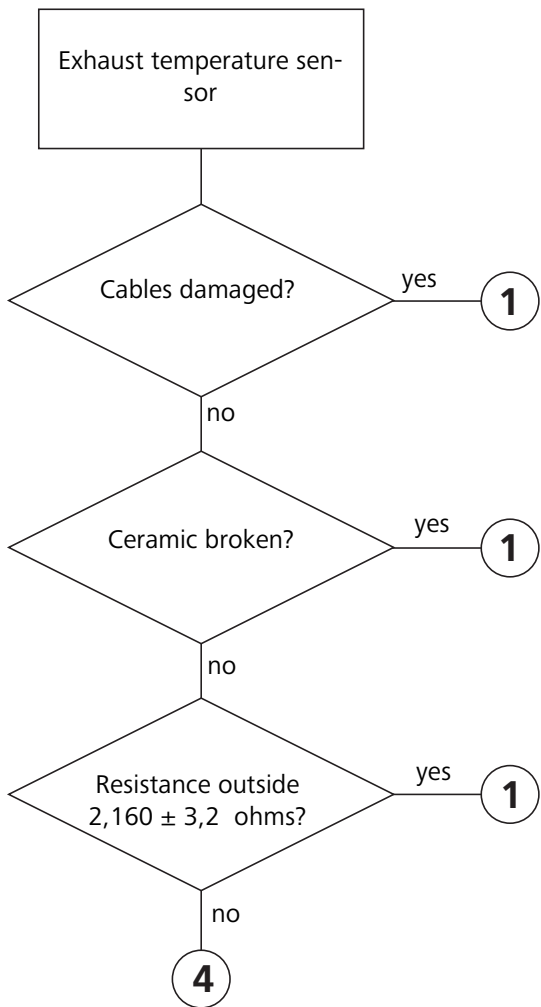 Exhaust temperature sen-
sor
Cables damaged?
yes
1
no
Ceramic broken?
yes
1
no
Resistance outside
2,160 ± 3,2 ohms?
yes
1
no
4